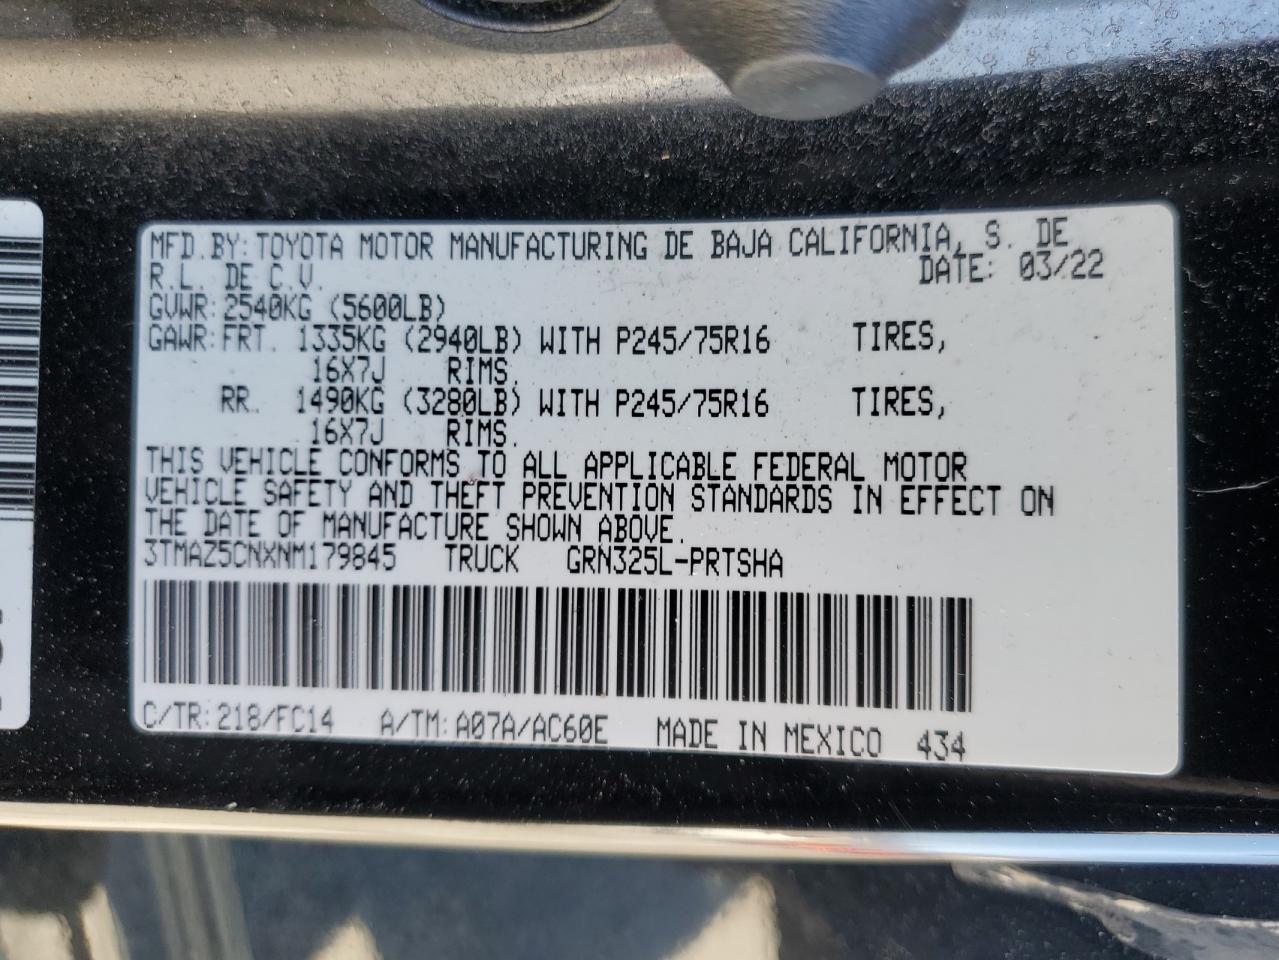 MFD.BY: TOYOTA MOTOR MANUFACTURING DE BAJA CALIFORNIA, S. DE
R.L. DE C.V. DATE: 03/22
GVWR: 2540KG (5600LB)
GAWR: FRT. 1335KG (2940LB) WITH P245/75R16 TIRES,
16X7J RIMS.
RR. 1490KG (3280LB) WITH P245/75R16 TIRES,
16X7J RIMS.
THIS VEHICLE CONFORMS TO ALL APPLICABLE FEDERAL MOTOR
VEHICLE SAFETY AND THEFT PREVENTION STANDARDS IN EFFECT ON
THE DATE OF MANUFACTURE SHOWN ABOVE.
3TMAZ5CNXNM179845 TRUCK GRN325L-PRTSHA
C/TR: 218/FC14 A/TM: A07A/AC60E MADE IN MEXICO 434